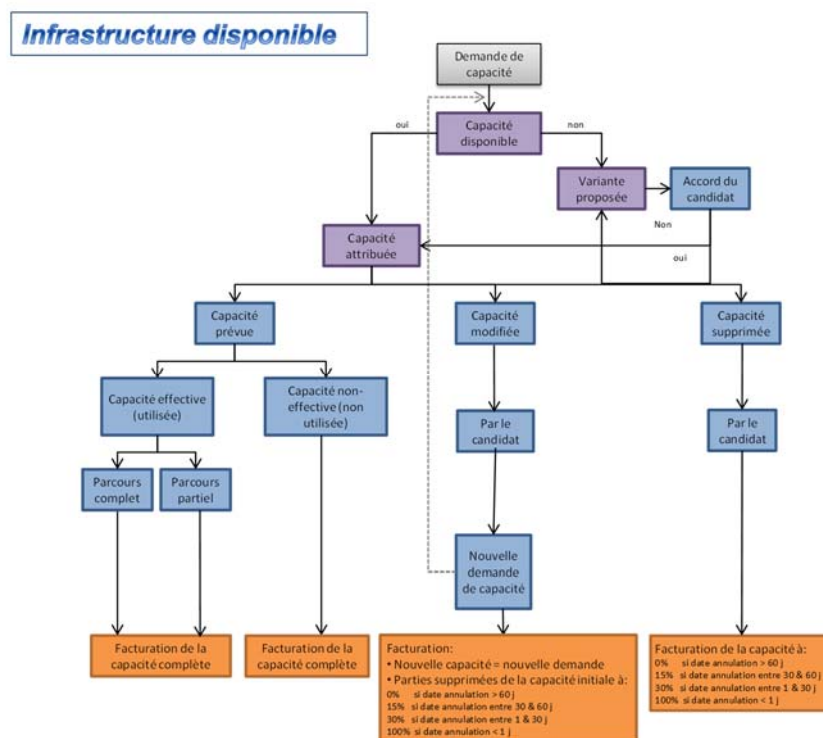 Infrastructure disponible
Demande de
capacité
oui
Capacité
disponible
non
Variante
proposée
Accord du
candidat
Non
Capacité
attribuée
oui
Capacité
prévue
Capacité
modifiée
Capacité
supprimée
Capacité effective
(utilisée)
Capacité non-
effective (non
utilisée)
Par le
candidat
Par le
candidat
Parcours
complet
Parcours
partiel
Nouvelle
demande
de capacité
Facturation de la
capacité complète
Facturation de la
capacité complète
Facturation:
• Nouvelle capacité = nouvelle demande
• Parties supprimées de la capacité initiale à:
0% si date annulation > 60 j
15% si date annulation entre 30 & 60 j
30% si date annulation entre 1 & 30 j
100% si date annulation < 1 j
Facturation de la capacité à:
0% si date annulation > 60 j
15% si date annulation entre 30 & 60 j
30% si date annulation entre 1 & 30 j
100% si date annulation < 1 j